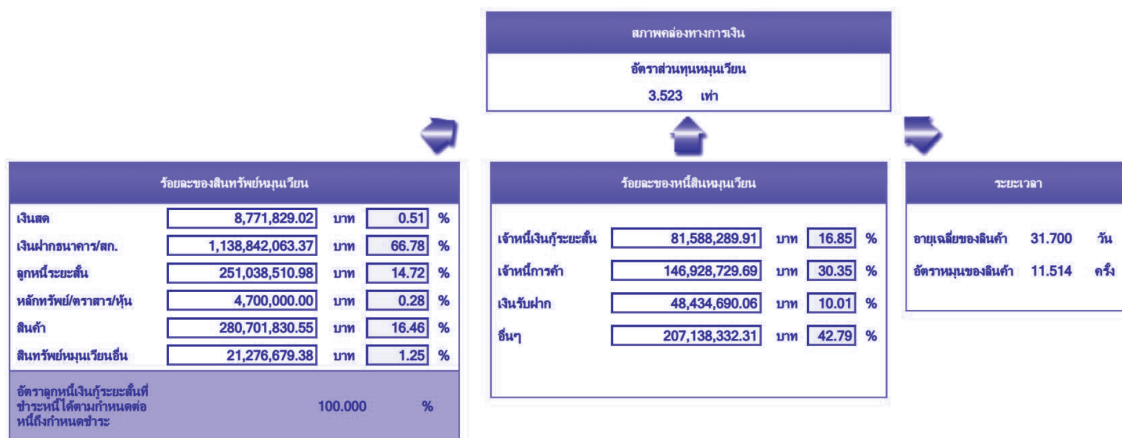 สภาพคล่องทางการเงิน
อัตราส่วนทุนหมุนเวียน
3.523 เท่า
ร้อยละของสินทรัพย์หมุนเวียน
เงินสด 8,771,829.02 บาท 0.51 %
เงินฝากธนาคาร/สก. 1,138,842,063.37 บาท 66.78 %
ลูกหนี้ระยะสั้น 251,038,510.98 บาท 14.72 %
หลักทรัพย์/ตราสาร/หุ้น 4,700,000.00 บาท 0.28 %
สินค้า 280,701,830.55 บาท 16.46 %
สินทรัพย์หมุนเวียนอื่น 21,276,679.38 บาท 1.25 %
อัตราลูกหนี้เงินกู้ระยะสั้นที่
ชำระหนี้ได้ตามกำหนดต่อ 100.000 %
หนี้ถึงกำหนดชำระ
ร้อยละของหนี้สินหมุนเวียน
เจ้าหนี้เงินกู้ระยะสั้น 81,588,289.91 บาท 16.85 %
เจ้าหนี้การค้า 146,928,729.69 บาท 30.35 %
เงินรับฝาก 48,434,690.06 บาท 10.01 %
อื่นๆ 207,138,332.31 บาท 42.79 %
ระยะเวลา
อายุเฉลี่ยของสินค้า 31.700 วัน
อัตราหมุนของสินค้า 11.514 ครั้ง